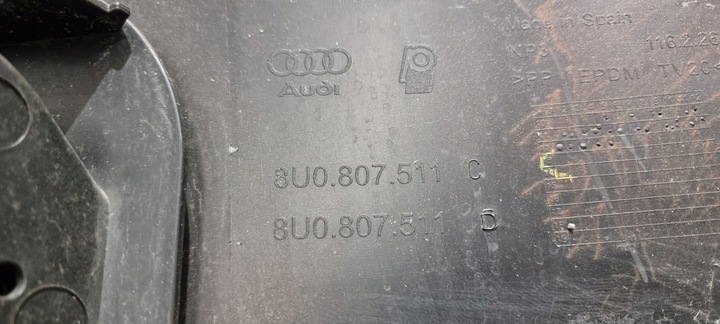 Made in Spain
Audi
>PP EPDM TV20<
8U0.807.511 C
8U0.807.511 D